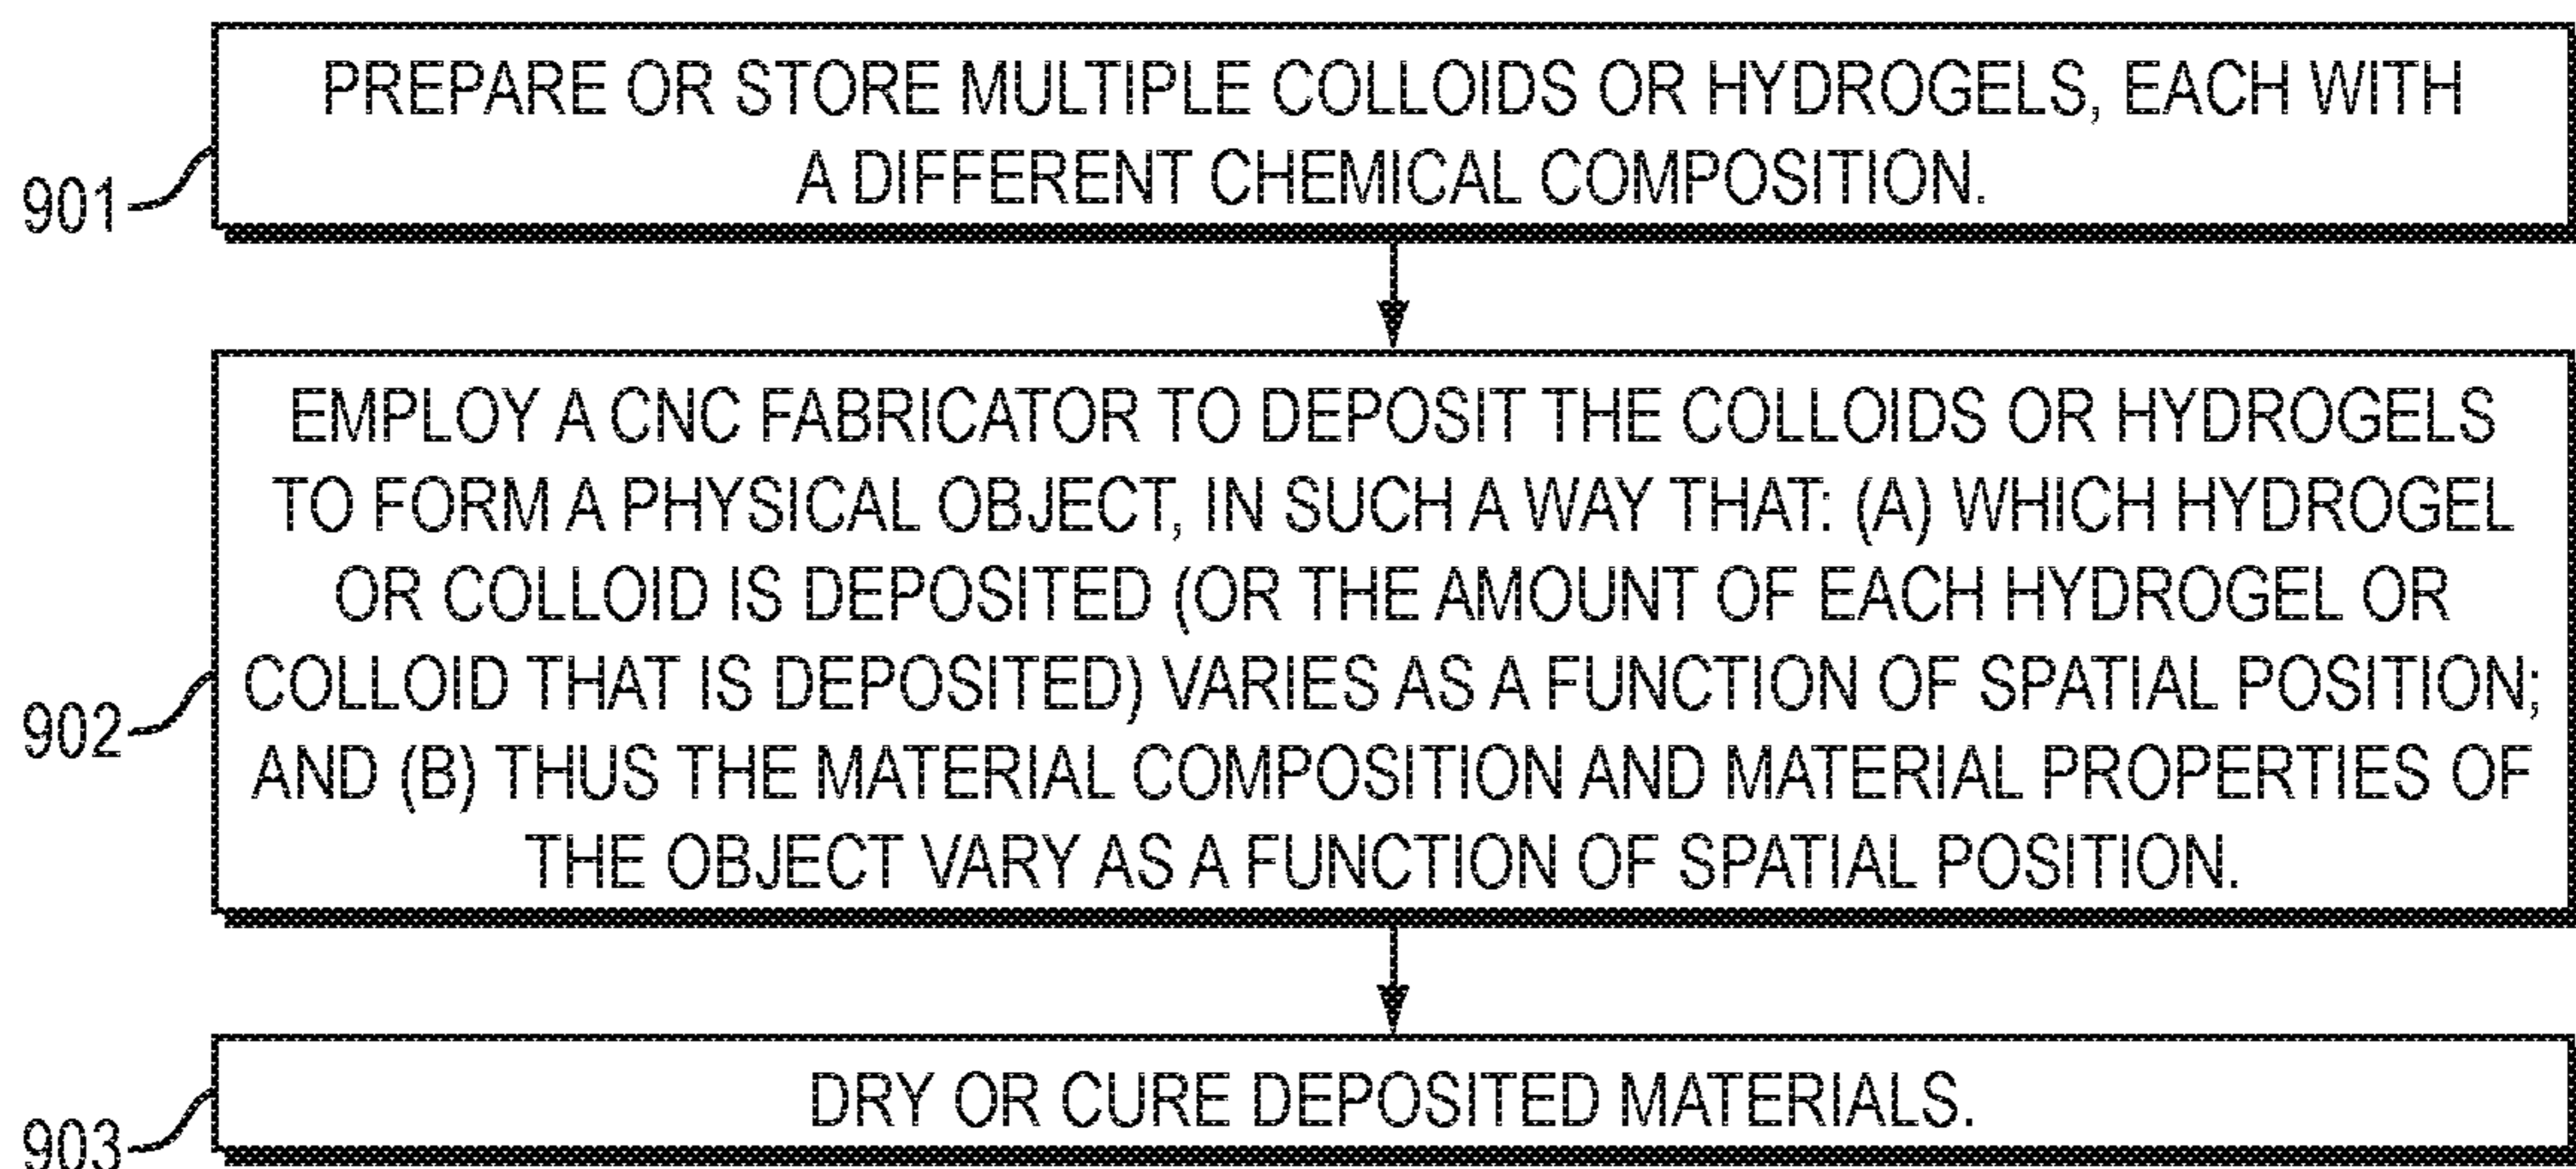 PREPARE OR STORE MULTIPLE COLLOIDS OR HYDROGELS, EACH WITH
A DIFFERENT CHEMICAL COMPOSITION.
901
EMPLOY A CNC FABRICATOR TO DEPOSIT THE COLLOIDS OR HYDROGELS
TO FORM A PHYSICAL OBJECT, IN SUCH A WAY THAT: (A) WHICH HYDROGEL
OR COLLOID IS DEPOSITED (OR THE AMOUNT OF EACH HYDROGEL OR
COLLOID THAT IS DEPOSITED) VARIES AS A FUNCTION OF SPATIAL POSITION;
902
AND (B) THUS THE MATERIAL COMPOSITION AND MATERIAL PROPERTIES OF
THE OBJECT VARY AS A FUNCTION OF SPATIAL POSITION.
DRY OR CURE DEPOSITED MATERIALS.
903